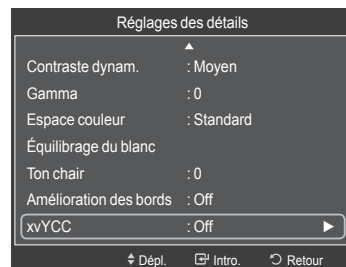 Réglages des détails
Contraste dynam. : Moyen
Gamma : 0
Espace couleur : Standard
Équilibrage du blanc
Ton chair : 0
Amélioration des bords : Off
xvYCC : Off
Dépl. Intro. Retour